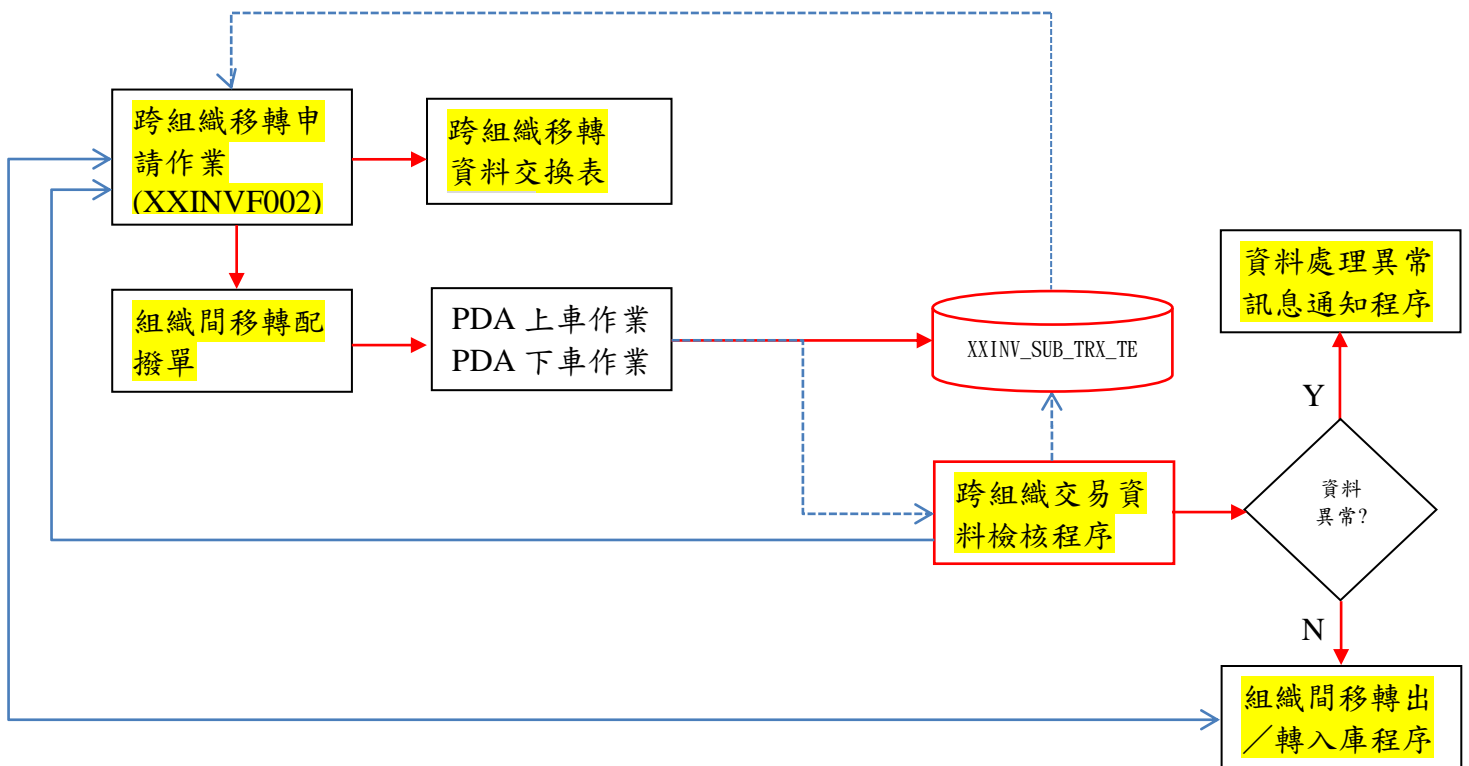 跨組織移轉申
請作業
(XXINVF002)
跨組織移轉
資料交換表
組織間移轉配
撥單
PDA 上車作業
PDA 下車作業
XXINV_SUB_TRX_TE
資料處理異常
訊息通知程序
Y
跨組織交易資
料檢核程序
資料
異常?
N
組織間移轉出
／轉入庫程序